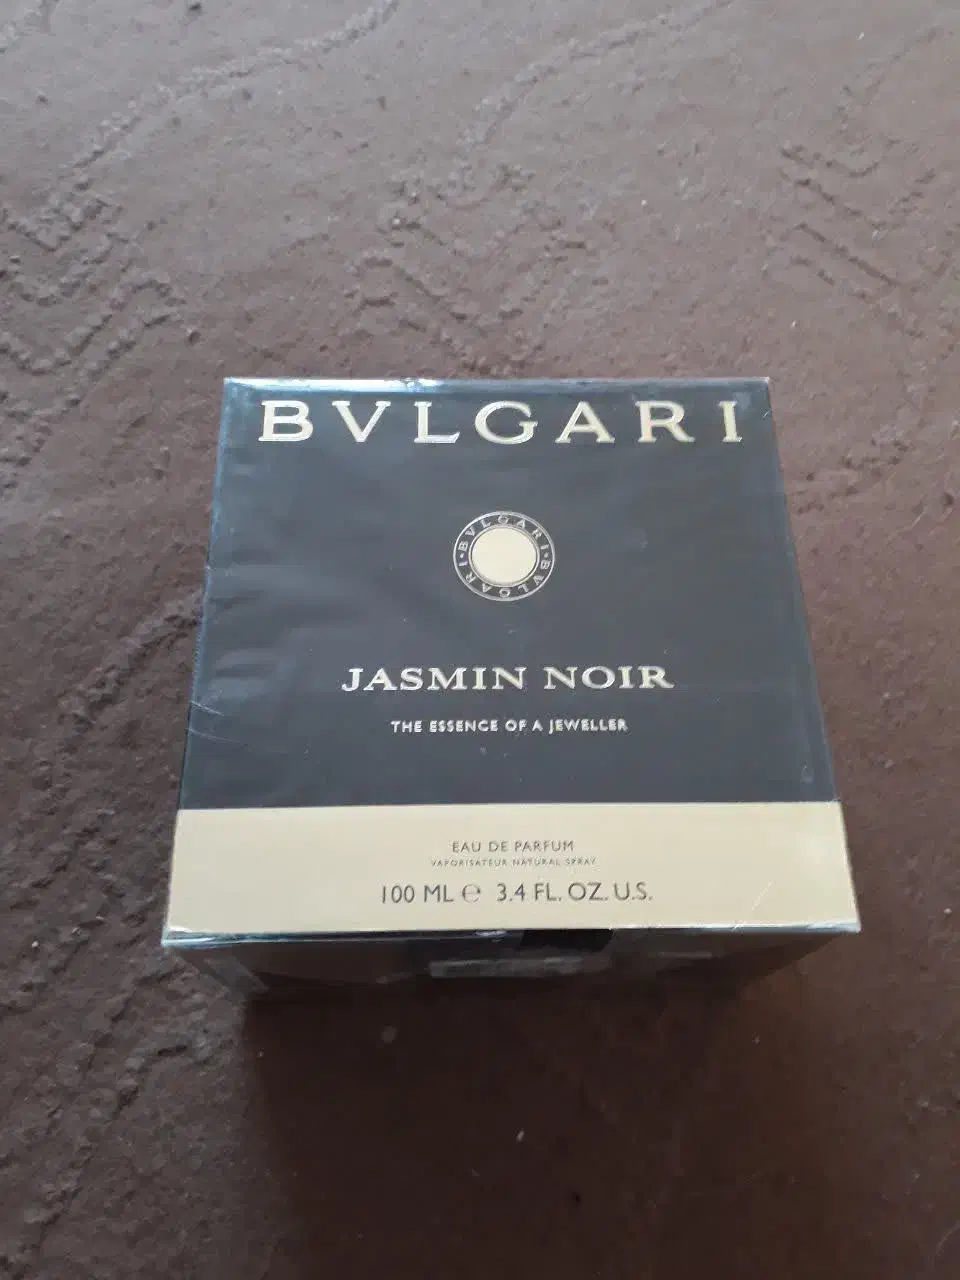 BVLGARI
BVLGARI • BVLGARI •
JASMIN NOIR
THE ESSENCE OF A JEWELLER
EAU DE PARFUM
VAPORISATEUR NATURAL SPRAY
100 ML ℮ 3.4 FL. OZ. U.S.